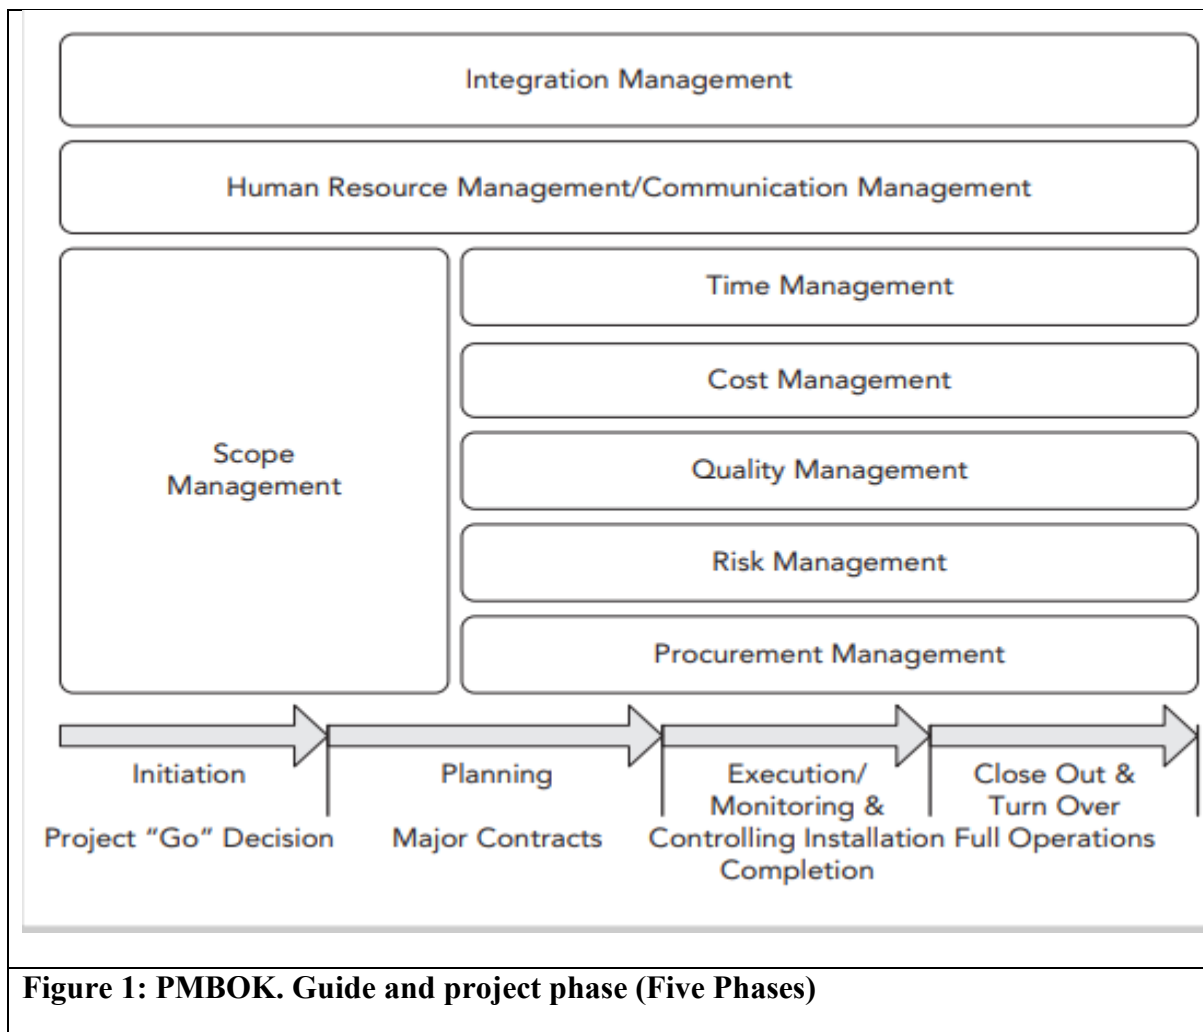 Integration Management
Human Resource Management/Communication Management
Scope
Management
Time Management
Cost Management
Quality Management
Risk Management
Procurement Management
Initiation
Project “Go” Decision
Planning
Major Contracts
Execution/
Monitoring &
Controlling Installation
Completion
Close Out &
Turn Over
Full Operations
Figure 1: PMBOK. Guide and project phase (Five Phases)